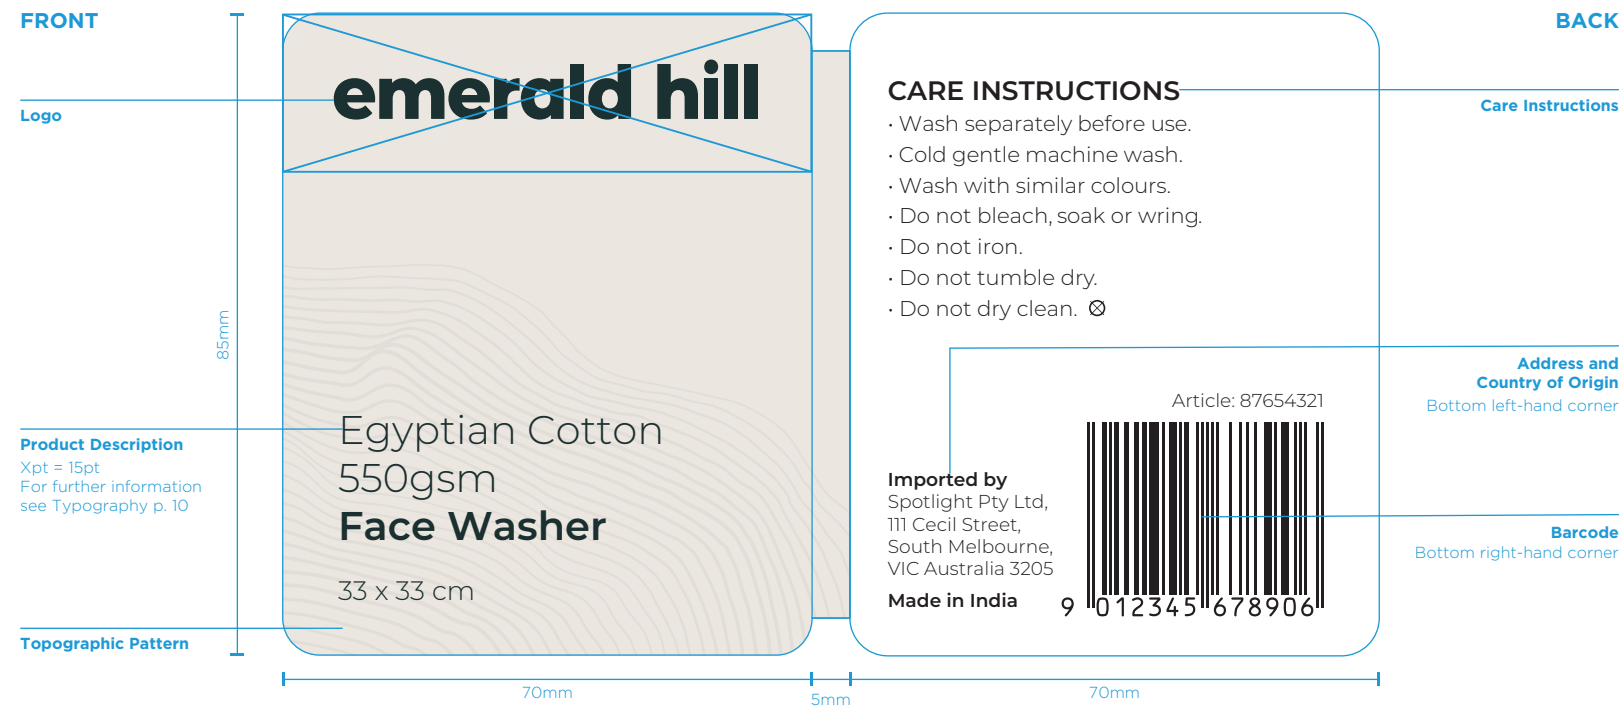 FRONT
Logo
85mm
Product Description
Xpt = 15pt
For further information
see Typography p. 10
Topographic Pattern
emerald hill
Egyptian Cotton
550gsm
Face Washer
33 x 33 cm
70mm
5mm
70mm
CARE INSTRUCTIONS
· Wash separately before use.
· Cold gentle machine wash.
· Wash with similar colours.
· Do not bleach, soak or wring.
· Do not iron.
· Do not tumble dry.
· Do not dry clean.
Article: 87654321
Imported by
Spotlight Pty Ltd,
111 Cecil Street,
South Melbourne,
VIC Australia 3205
Made in India
9 012345 678906
BACK
Care Instructions
Address and
Country of Origin
Bottom left-hand corner
Barcode
Bottom right-hand corner